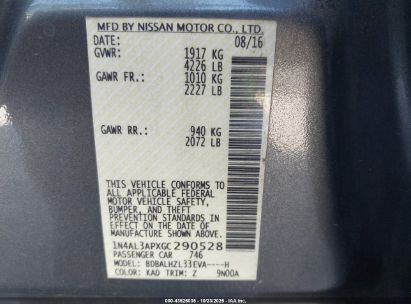 MFD BY NISSAN MOTOR CO., LTD.
DATE: 08/16
GVWR: 1917 KG
4226 LB
GAWR FR.: 1010 KG
2227 LB
GAWR RR.: 940 KG
2072 LB
THIS VEHICLE CONFORMS TO
ALL APPLICABLE FEDERAL
MOTOR VEHICLE SAFETY,
BUMPER, AND THEFT
PREVENTION STANDARDS IN
EFFECT ON THE DATE OF
MANUFACTURE SHOWN ABOVE.
1N4AL3APXGC290528
PASSENGER CAR 746
MODEL: BDBALHZL33EVA----H
COLOR: KAD TRIM: Z 9N00A